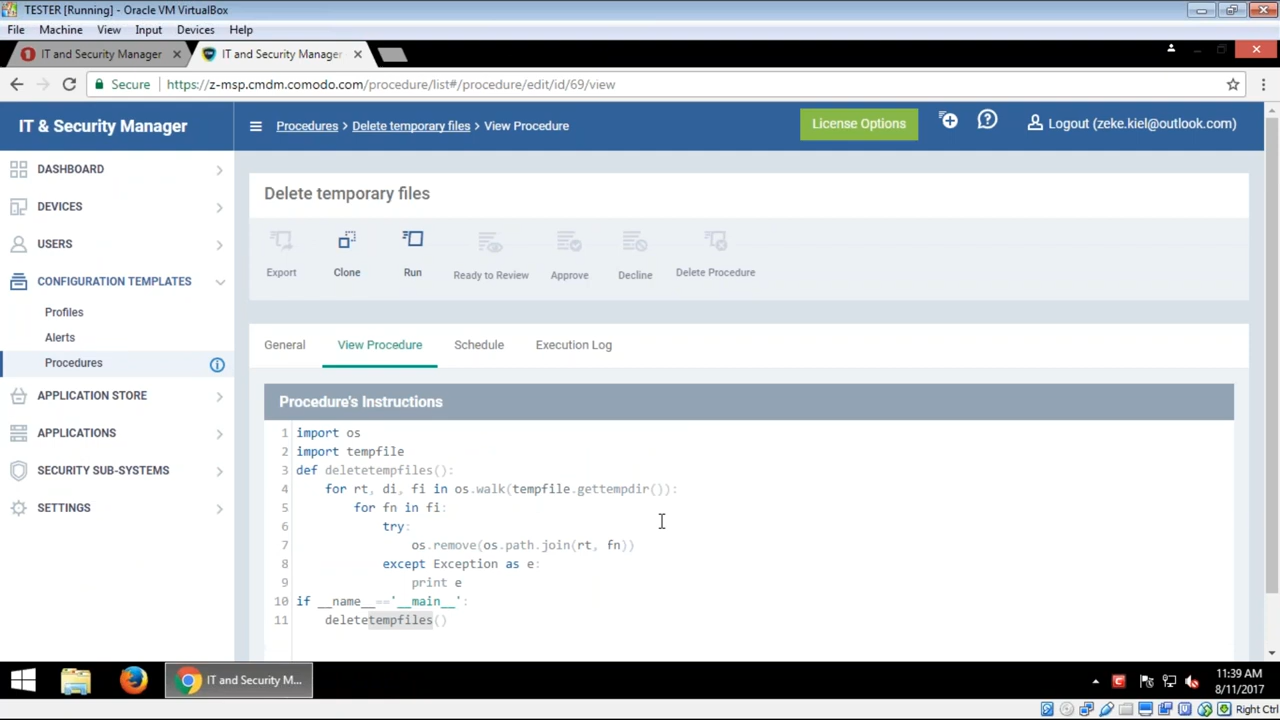 TESTER [Running] - Oracle VM VirtualBox
File Machine View Input Devices Help
IT and Security Manager IT and Security Manager
Secure https://z-msp.cmdm.comodo.com/procedure/list#/procedure/edit/id/69/view
IT & Security Manager
Procedures > Delete temporary files > View Procedure
License Options
Logout (zeke.kiel@outlook.com)
DASHBOARD
DEVICES
USERS
CONFIGURATION TEMPLATES
Profiles
Alerts
Procedures
APPLICATION STORE
APPLICATIONS
SECURITY SUB-SYSTEMS
SETTINGS
Delete temporary files
Export Clone Run Ready to Review Approve Decline Delete Procedure
General View Procedure Schedule Execution Log
Procedure's Instructions
1 import os
2 import tempfile
3 def deletetempfiles():
4 for rt, di, fi in os.walk(tempfile.gettempdir()):
5 for fn in fi:
6 try:
7 os.remove(os.path.join(rt, fn))
8 except Exception as e:
9 print e
10 if __name__=='__main__':
11 deletetempfiles()
IT and Security M...
11:39 AM
8/11/2017
Right Ctrl